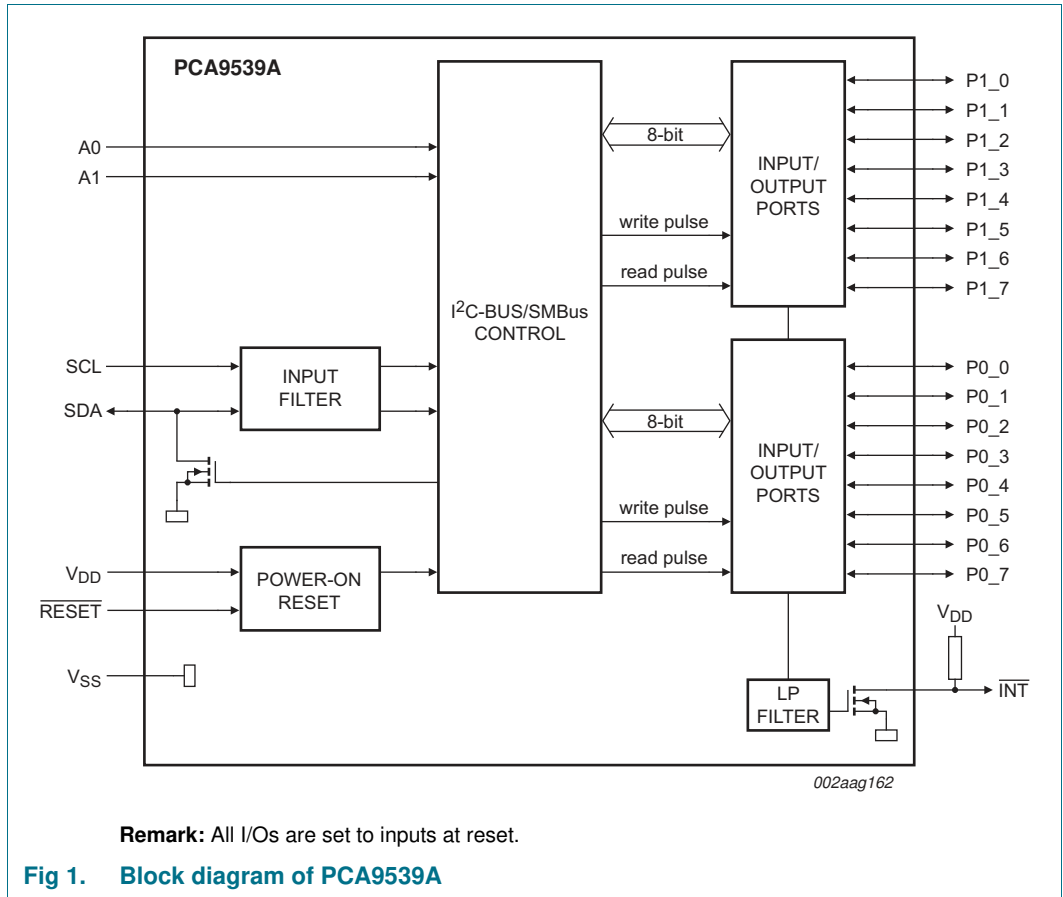 PCA9539A
A0
A1
SCL
SDA
VDD
RESET
VSS
INPUT
FILTER
POWER-ON
RESET
I2C-BUS/SMBus
CONTROL
8-bit
write pulse
read pulse
8-bit
write pulse
read pulse
INPUT/
OUTPUT
PORTS
INPUT/
OUTPUT
PORTS
LP
FILTER
P1_0
P1_1
P1_2
P1_3
P1_4
P1_5
P1_6
P1_7
P0_0
P0_1
P0_2
P0_3
P0_4
P0_5
P0_6
P0_7
VDD
INT
002aag162
Remark: All I/Os are set to inputs at reset.
Fig 1. Block diagram of PCA9539A